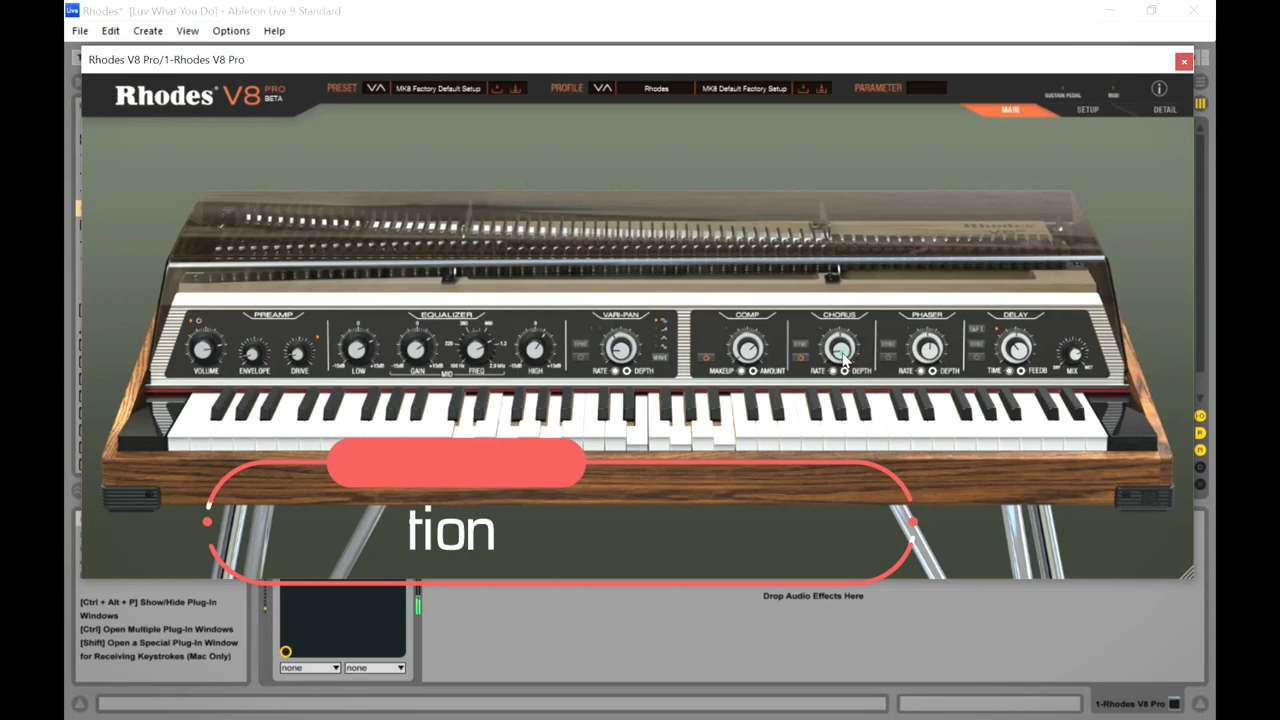 Live Rhodes* [Luv What You Do] - Ableton Live 9 Standard
File Edit Create View Options Help
Rhodes V8 Pro/1-Rhodes V8 Pro
Rhodes V8 PRO BETA
PRESET MK8 Factory Default Setup PROFILE Rhodes MK8 Default Factory Setup PARAMETER
SUSTAIN PEDAL MIDI
MAIN SETUP DETAIL
PREAMP EQUALIZER VARI-PAN COMP CHORUS PHASER DELAY
VOLUME ENVELOPE DRIVE LOW GAIN MID FREQ HIGH RATE DEPTH MAKEUP AMOUNT RATE DEPTH RATE DEPTH TIME FEEDB MIX
tion
Drop Audio Effects Here
[Ctrl + Alt + P] Show/Hide Plug-In
Windows
[Ctrl] Open Multiple Plug-In Windows
[Shift] Open a Special Plug-In Window
for Receiving Keystrokes (Mac Only)
none none
1-Rhodes V8 Pro